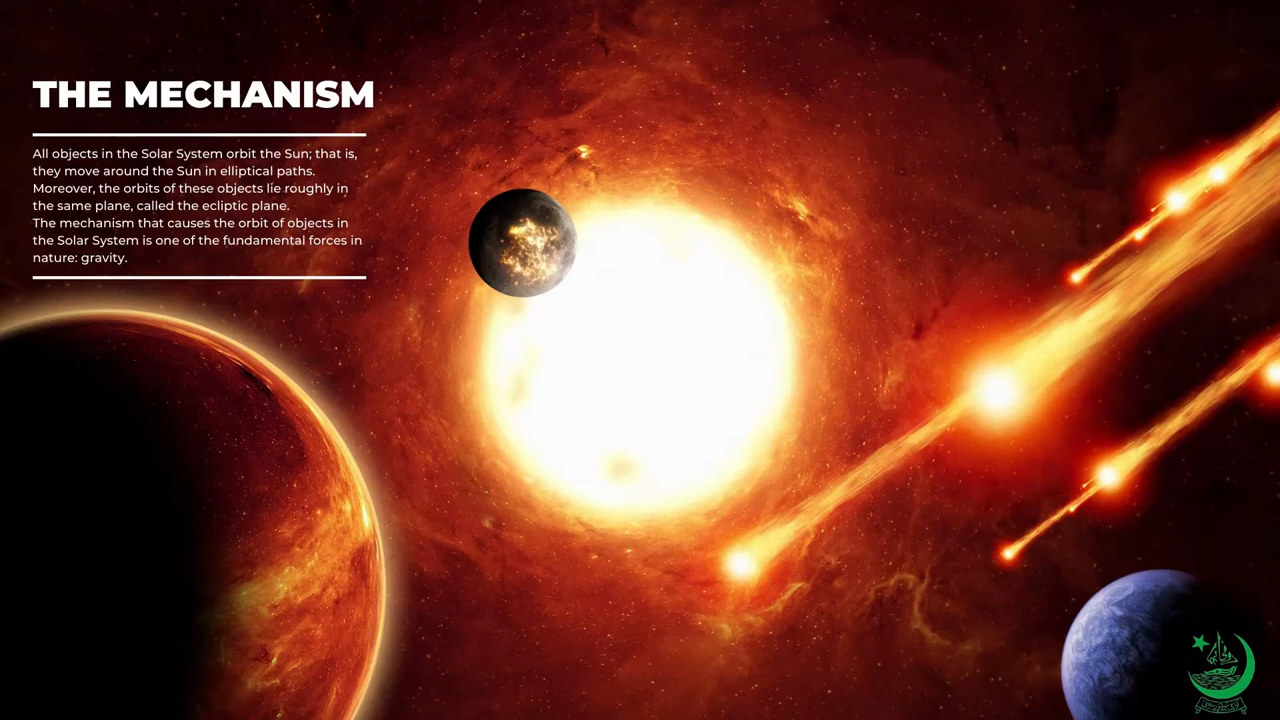 THE MECHANISM
All objects in the Solar System orbit the Sun; that is,
they move around the Sun in elliptical paths.
Moreover, the orbits of these objects lie roughly in
the same plane, called the ecliptic plane.
The mechanism that causes the orbit of objects in
the Solar System is one of the fundamental forces in
nature: gravity.